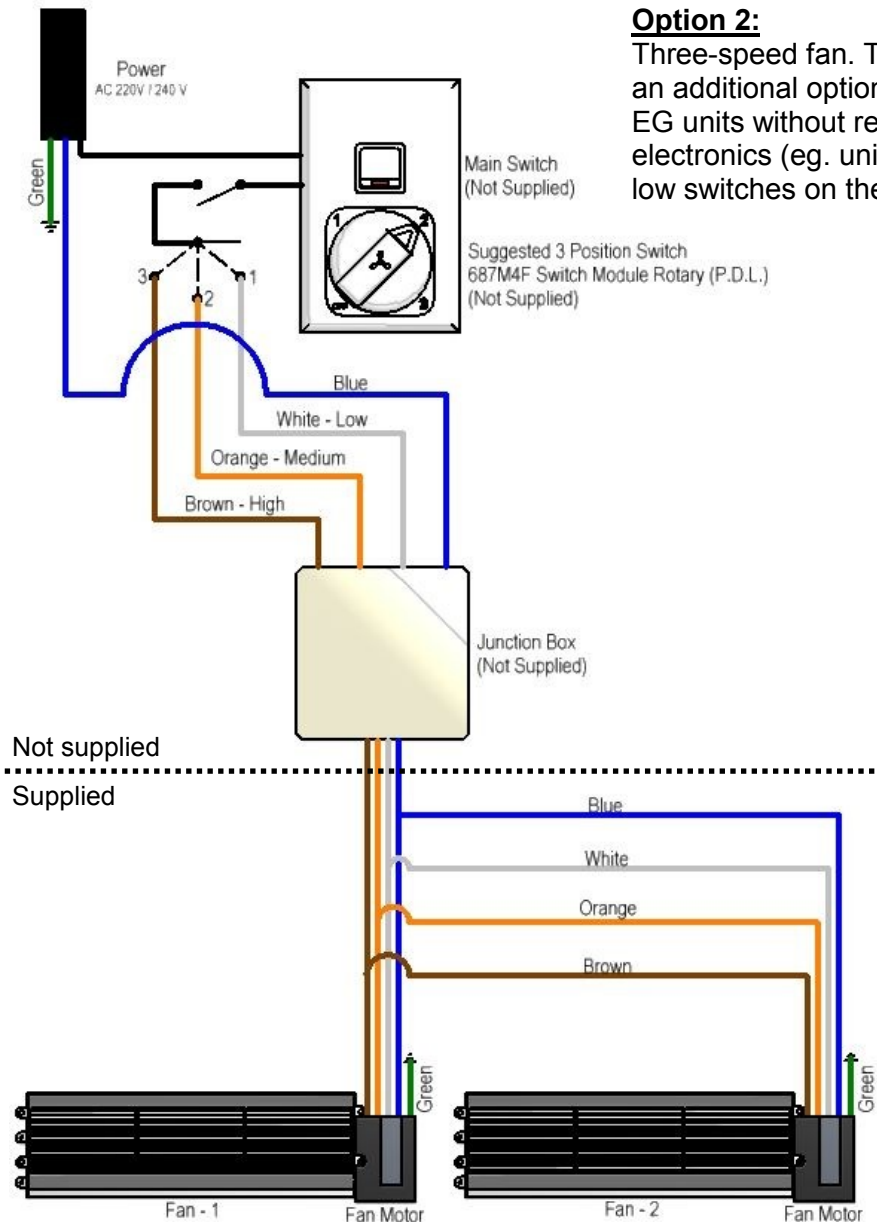 Option 2:
Three-speed fan. T
an additional option
EG units without re
electronics (eg. uni
low switches on the
Power
AC 220V / 240 V
Green
Main Switch
(Not Supplied)
1
2
3
Suggested 3 Position Switch
687M4F Switch Module Rotary (P.D.L.)
(Not Supplied)
3
2
1
Blue
White - Low
Orange - Medium
Brown - High
Junction Box
(Not Supplied)
Not supplied
Supplied
Blue
White
Orange
Brown
Green
Green
Fan - 1
Fan Motor
Fan - 2
Fan Motor